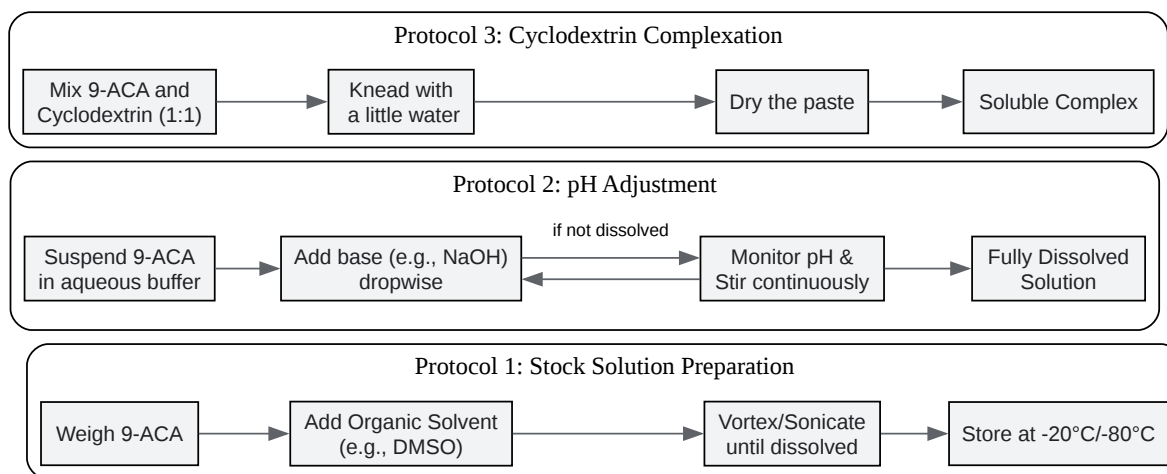 Protocol 3: Cyclodextrin Complexation
Mix 9-ACA and
Cyclodextrin (1:1)
Knead with
a little water
Dry the paste
Soluble Complex
Protocol 2: pH Adjustment
Suspend 9-ACA
in aqueous buffer
Add base (e.g., NaOH)
dropwise
if not dissolved
Monitor pH &
Stir continuously
Fully Dissolved
Solution
Protocol 1: Stock Solution Preparation
Weigh 9-ACA
Add Organic Solvent
(e.g., DMSO)
Vortex/Sonicate
until dissolved
Store at -20°C/-80°C